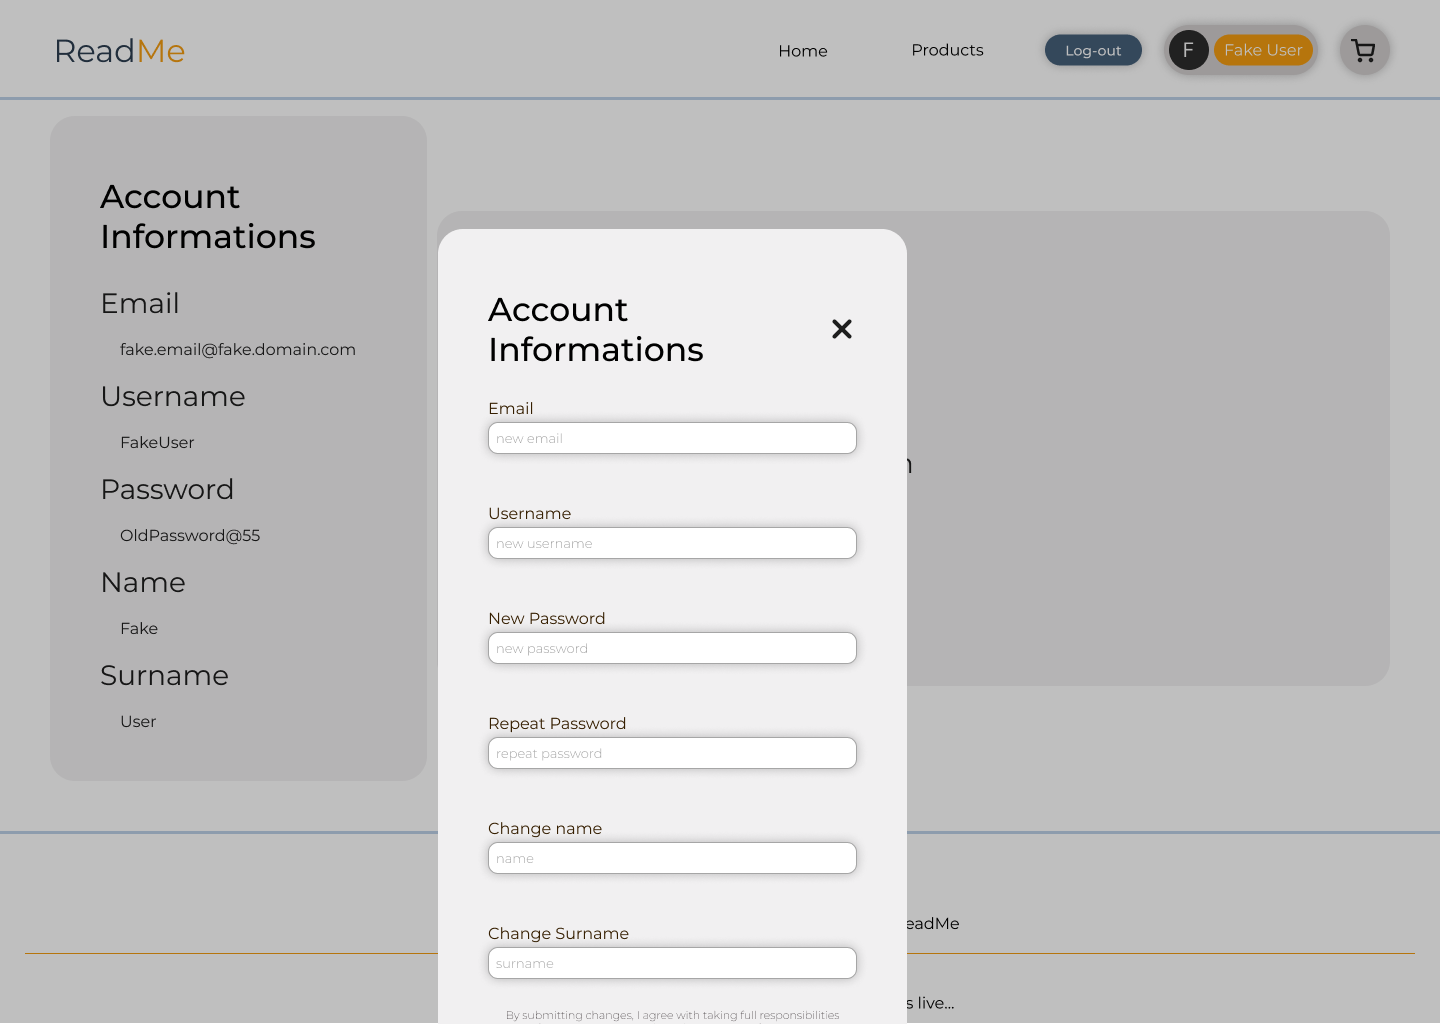 ReadMe
Home
Products
Log-out
F
Fake User
Account
Informations
Email
fake.email@fake.domain.com
Username
FakeUser
Password
OldPassword@55
Name
Fake
Surname
User
Account
Informations
Email
new email
Username
new username
New Password
new password
Repeat Password
repeat password
Change name
name
Change Surname
surname
By submitting changes, I agree with taking full responsibilities
eadMe
s live...